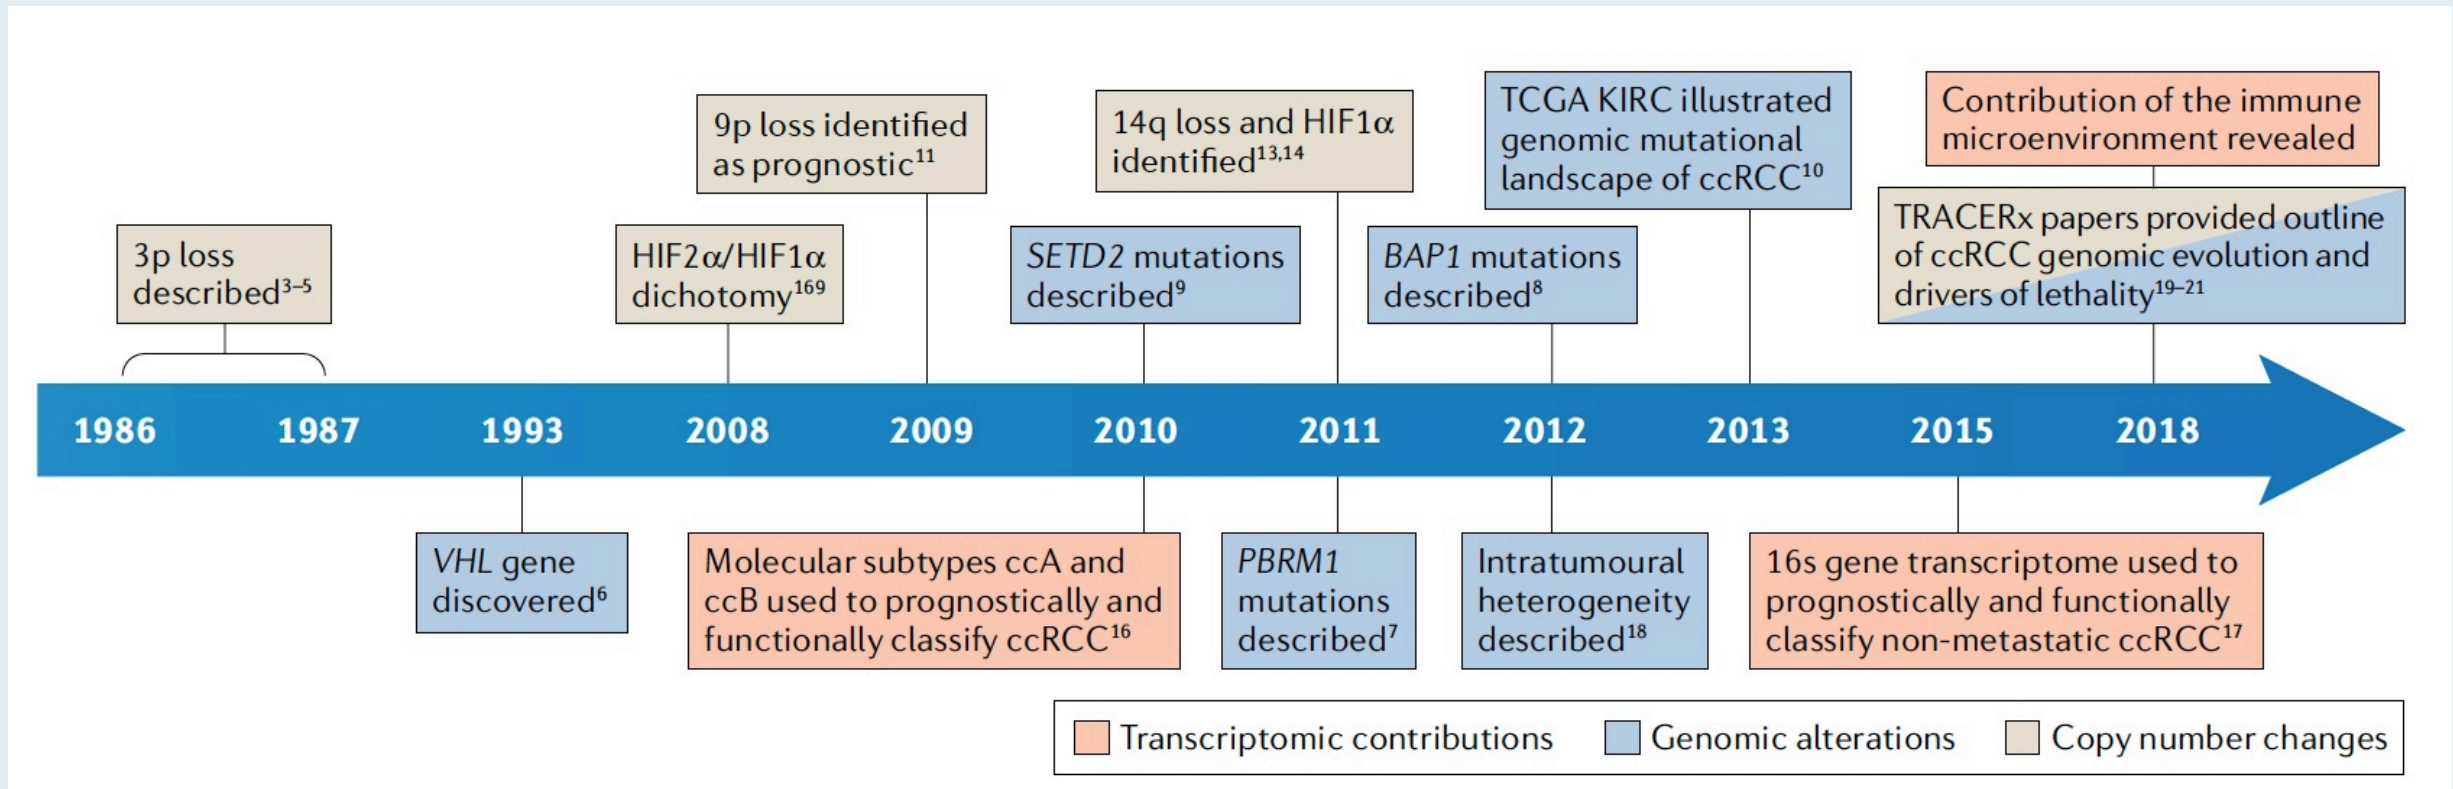 3p loss
described³⁻⁵
HIF2α/HIF1α
dichotomy¹⁶⁹
9p loss identified
as prognostic¹¹
SETD2 mutations
described⁹
14q loss and HIF1α
identified¹³,¹⁴
BAP1 mutations
described⁸
TCGA KIRC illustrated
genomic mutational
landscape of ccRCC¹⁰
Contribution of the immune
microenvironment revealed
TRACERx papers provided outline
of ccRCC genomic evolution and
drivers of lethality¹⁹⁻²¹
1986 1987 1993 2008 2009 2010 2011 2012 2013 2015 2018
VHL gene
discovered⁶
Molecular subtypes ccA and
ccB used to prognostically and
functionally classify ccRCC¹⁶
PBRM1
mutations
described⁷
Intratumoural
heterogeneity
described¹⁸
16s gene transcriptome used to
prognostically and functionally
classify non-metastatic ccRCC¹⁷
Transcriptomic contributions Genomic alterations Copy number changes